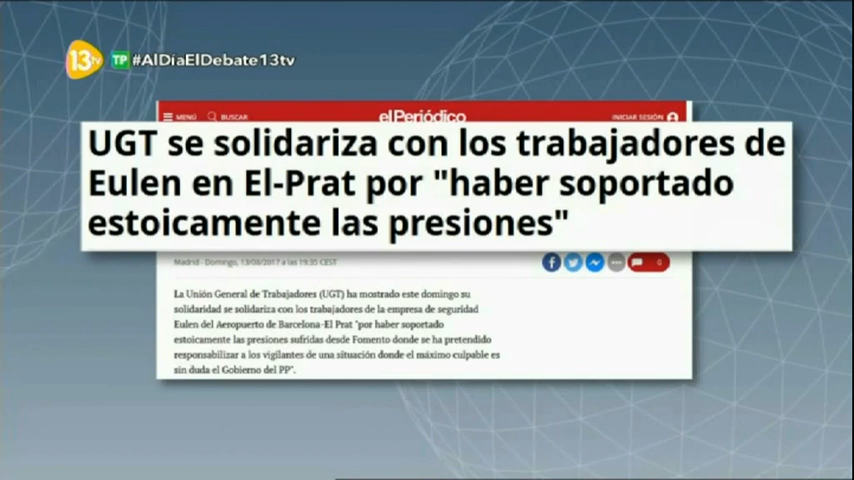 13tv
TP #AlDíaElDebate13tv
MENÚ BUSCAR elPeriódico INICIAR SESIÓN
UGT se solidariza con los trabajadores de
Eulen en El-Prat por "haber soportado
estoicamente las presiones"
Madrid - Domingo, 13/08/2017 a las 19:35 CEST
0
La Unión General de Trabajadores (UGT) ha mostrado este domingo su
solidaridad se solidariza con los trabajadores de la empresa de seguridad
Eulen del Aeropuerto de Barcelona-El Prat "por haber soportado
estoicamente las presiones sufridas desde Fomento donde se ha pretendido
responsabilizar a los vigilantes de una situación donde el máximo culpable es
sin duda el Gobierno del PP".